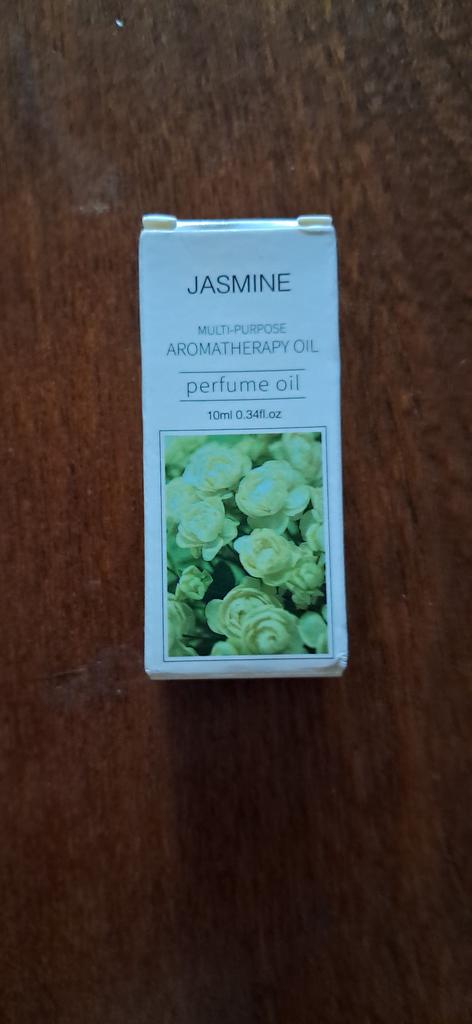 JASMINE
MULTI-PURPOSE
AROMATHERAPY OIL
perfume oil
10ml 0.34fl.oz